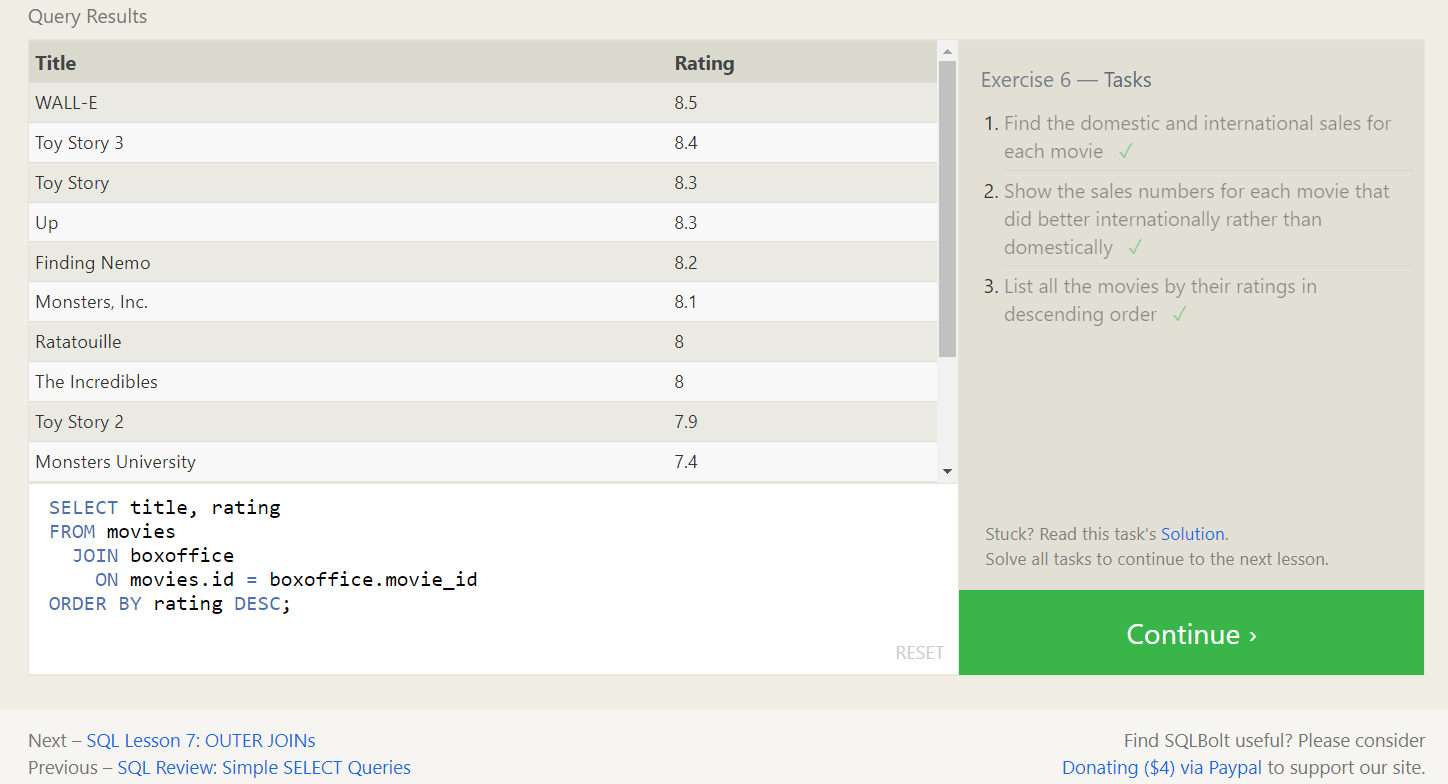 Query Results
Title Rating
WALL-E 8.5
Toy Story 3 8.4
Toy Story 8.3
Up 8.3
Finding Nemo 8.2
Monsters, Inc. 8.1
Ratatouille 8
The Incredibles 8
Toy Story 2 7.9
Monsters University 7.4
SELECT title, rating
FROM movies
  JOIN boxoffice
    ON movies.id = boxoffice.movie_id
ORDER BY rating DESC;
RESET
Exercise 6 — Tasks
1. Find the domestic and international sales for
each movie ✓
2. Show the sales numbers for each movie that
did better internationally rather than
domestically ✓
3. List all the movies by their ratings in
descending order ✓
Stuck? Read this task's Solution.
Solve all tasks to continue to the next lesson.
Continue ›
Next – SQL Lesson 7: OUTER JOINs
Previous – SQL Review: Simple SELECT Queries
Find SQLBolt useful? Please consider
Donating ($4) via Paypal to support our site.